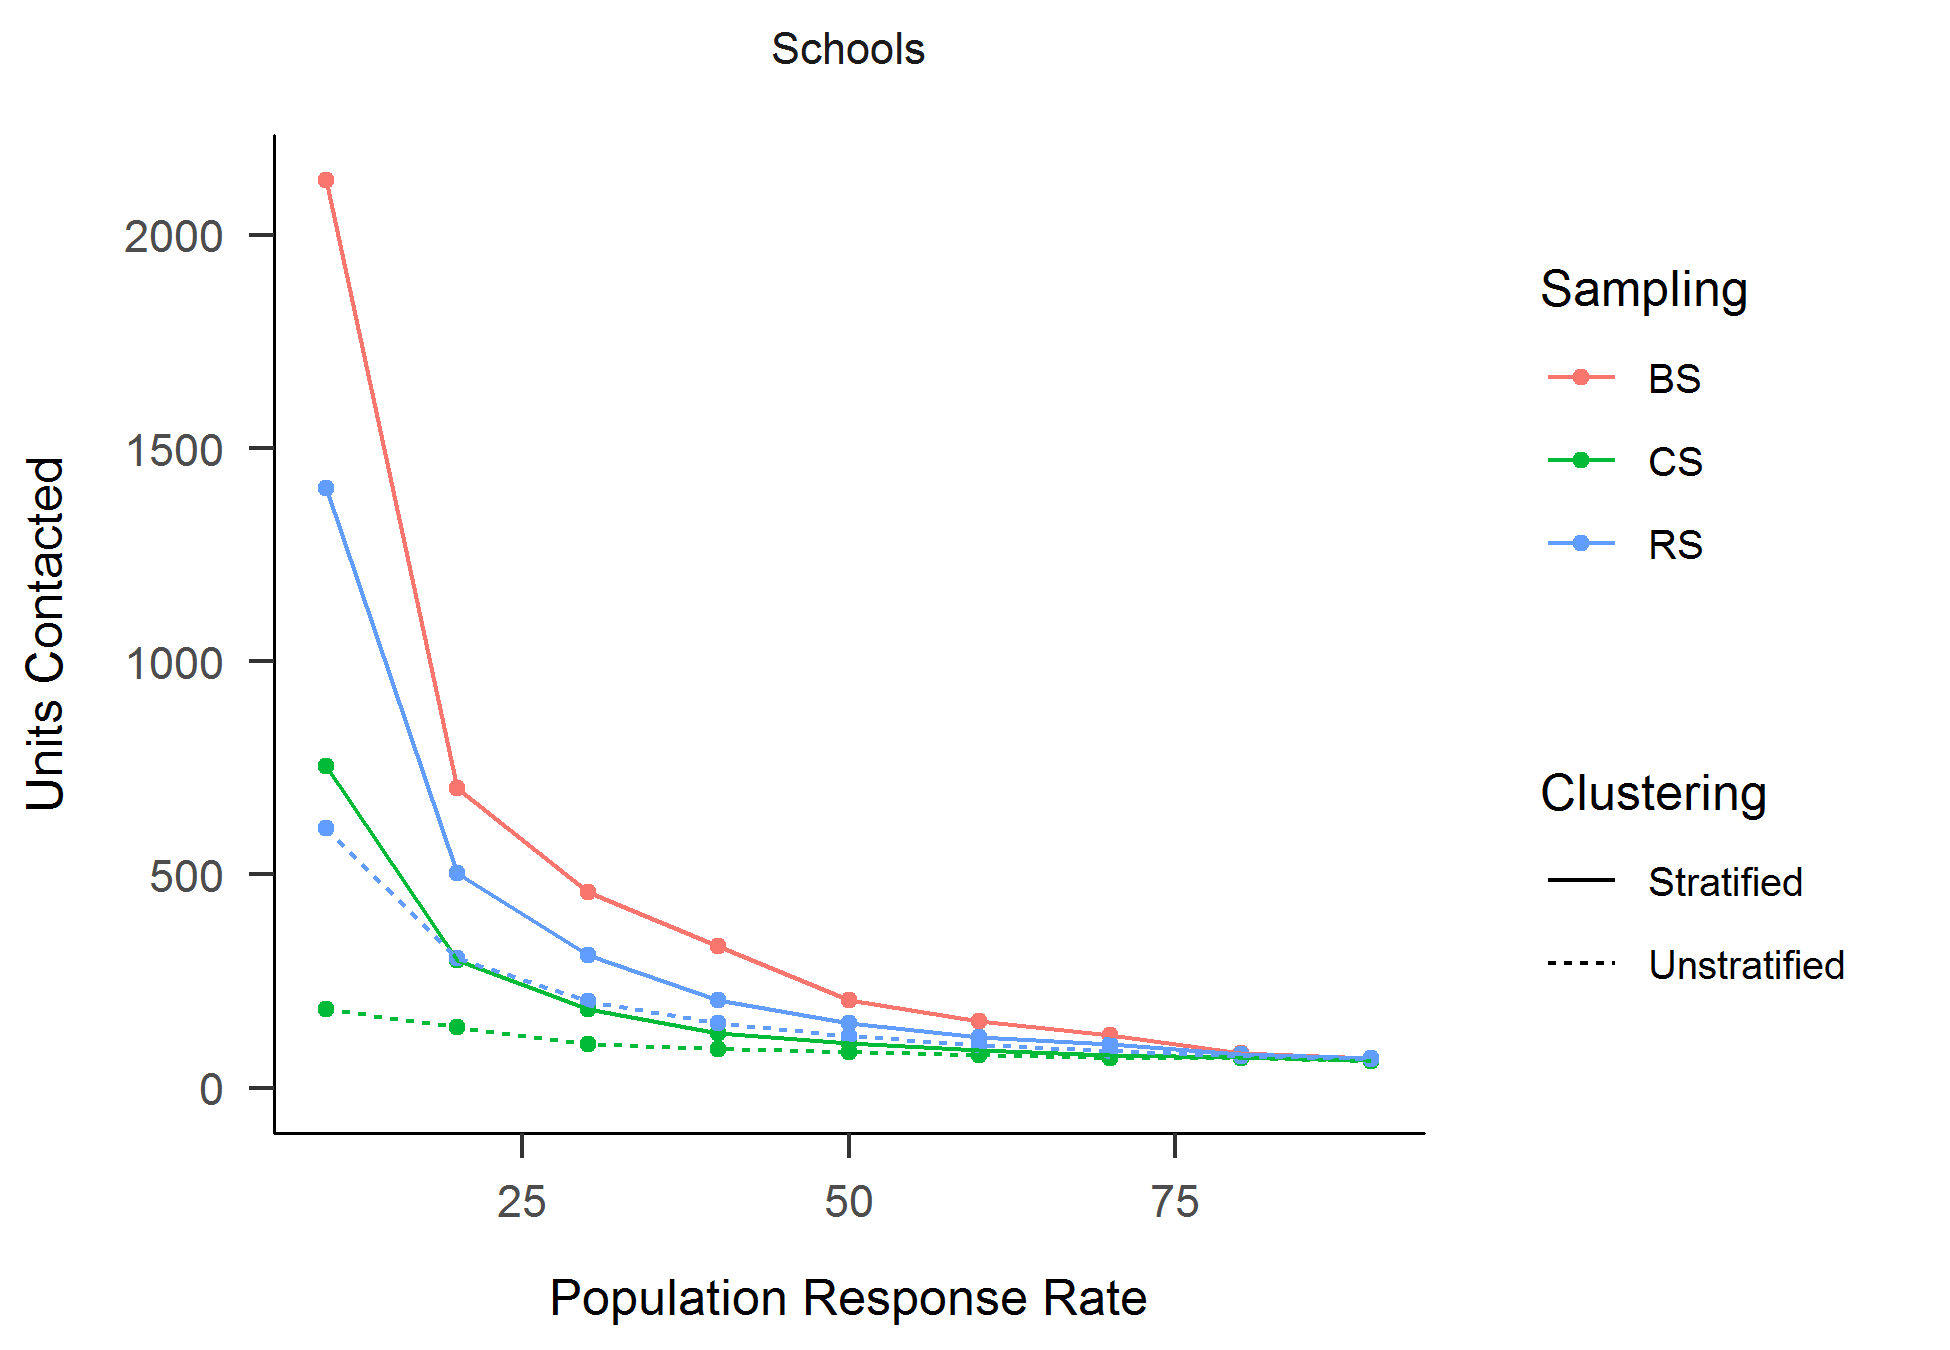 Schools
Units Contacted
2000
1500
1000
500
0
25
50
75
Population Response Rate
Sampling
BS
CS
RS
Clustering
Stratified
Unstratified